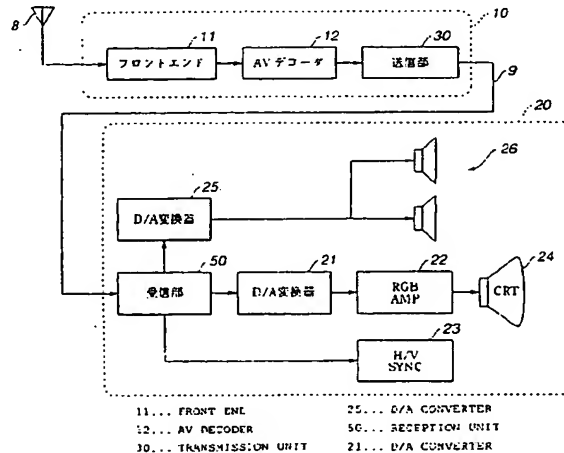 8
10
11
12
30
フロントエンド
AVデコーダ
送信部
9
20
26
25
D/A変換器
50
21
22
24
受信部
D/A変換器
RGB
AMP
CRT
23
H/V
SYNC
11... FRONT END
12... AV DECODER
30... TRANSMISSION UNIT
25... D/A CONVERTER
50... RECEPTION UNIT
21... D/A CONVERTER